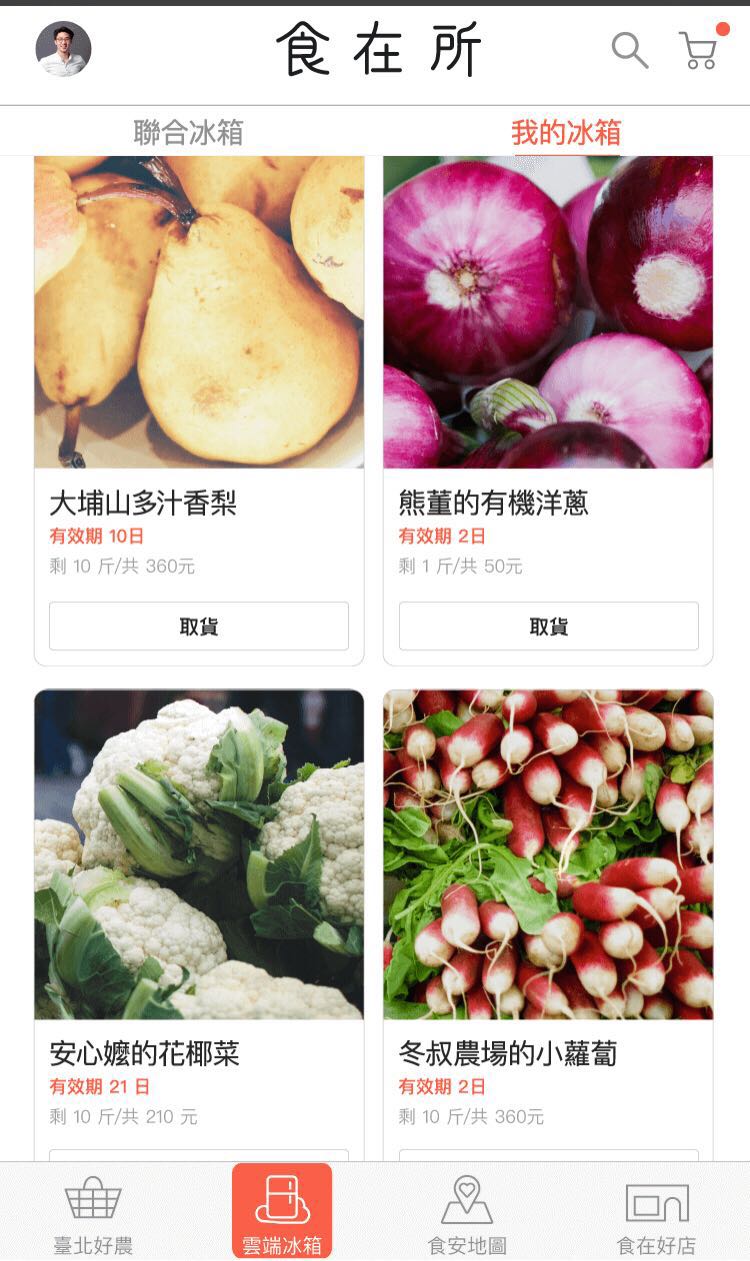 食在所
聯合冰箱
我的冰箱
大埔山多汁香梨
有效期 10日
剩 10 斤/共 360元
取貨
熊董的有機洋蔥
有效期 2日
剩 1 斤/共 50元
取貨
安心嬤的花椰菜
有效期 21 日
剩 10 斤/共 210 元
冬叔農場的小蘿蔔
有效期 2日
剩 10 斤/共 360元
臺北好農
雲端冰箱
食安地圖
食在好店